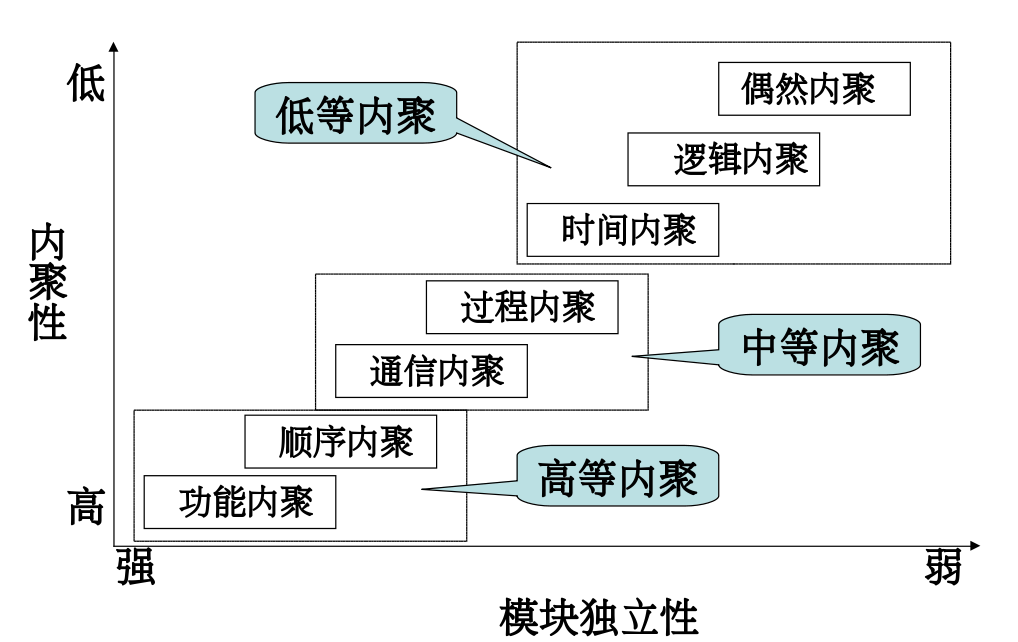 低
偶然内聚
低等内聚
逻辑内聚
时间内聚
内聚性
过程内聚
中等内聚
通信内聚
顺序内聚
高等内聚
功能内聚
高
强
弱
模块独立性